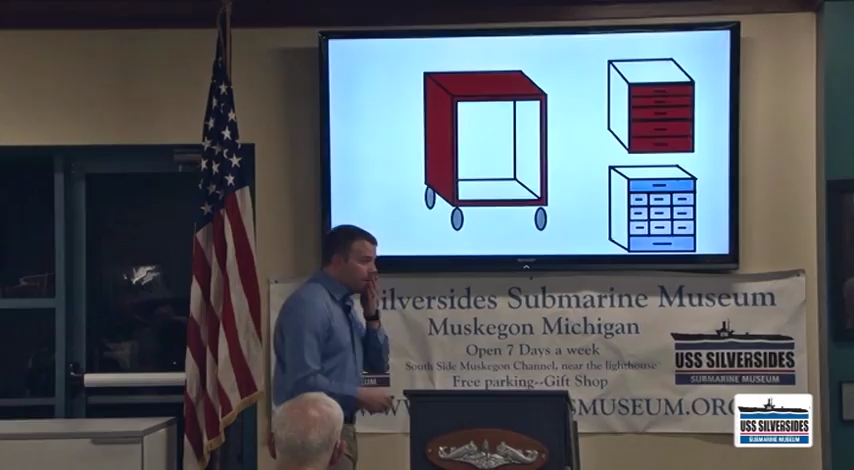 Silversides Submarine Museum
Muskegon Michigan
Open 7 Days a week
South Side Muskegon Channel, near the lighthouse
Free parking--Gift Shop
SMUSEUM.ORG
USS SILVERSIDES
SUBMARINE MUSEUM
USS SILVERSIDES
SUBMARINE MUSEUM